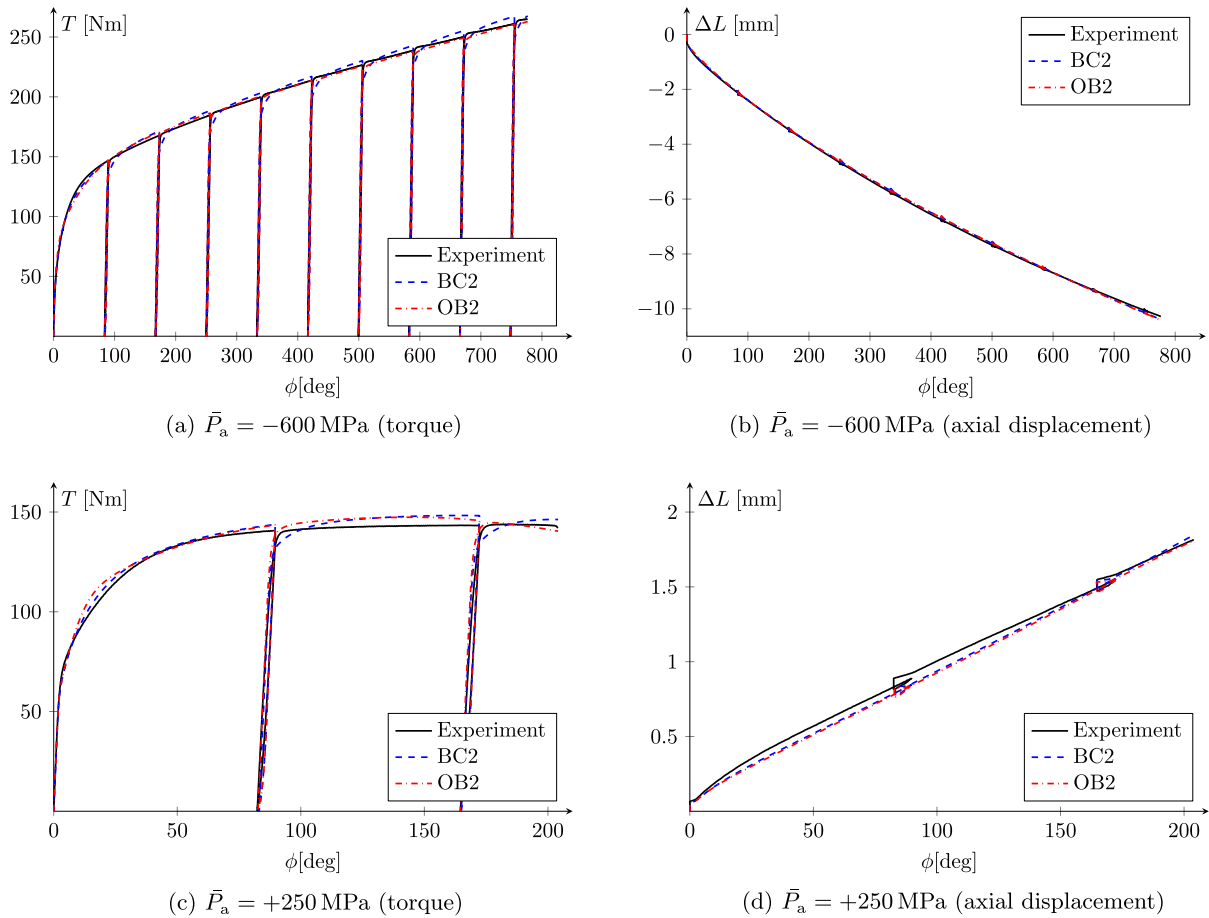 T [Nm]
250
200
150
100
50
0 100 200 300 400 500 600 700 800
ϕ[deg]
Experiment
BC2
OB2
(a) P̄a = −600 MPa (torque)
ΔL [mm]
0
−2
−4
−6
−8
−10
0 100 200 300 400 500 600 700 800
ϕ[deg]
Experiment
BC2
OB2
(b) P̄a = −600 MPa (axial displacement)
T [Nm]
150
100
50
0 50 100 150 200
ϕ[deg]
Experiment
BC2
OB2
(c) P̄a = +250 MPa (torque)
ΔL [mm]
2
1.5
1
0.5
0 50 100 150 200
ϕ[deg]
Experiment
BC2
OB2
(d) P̄a = +250 MPa (axial displacement)